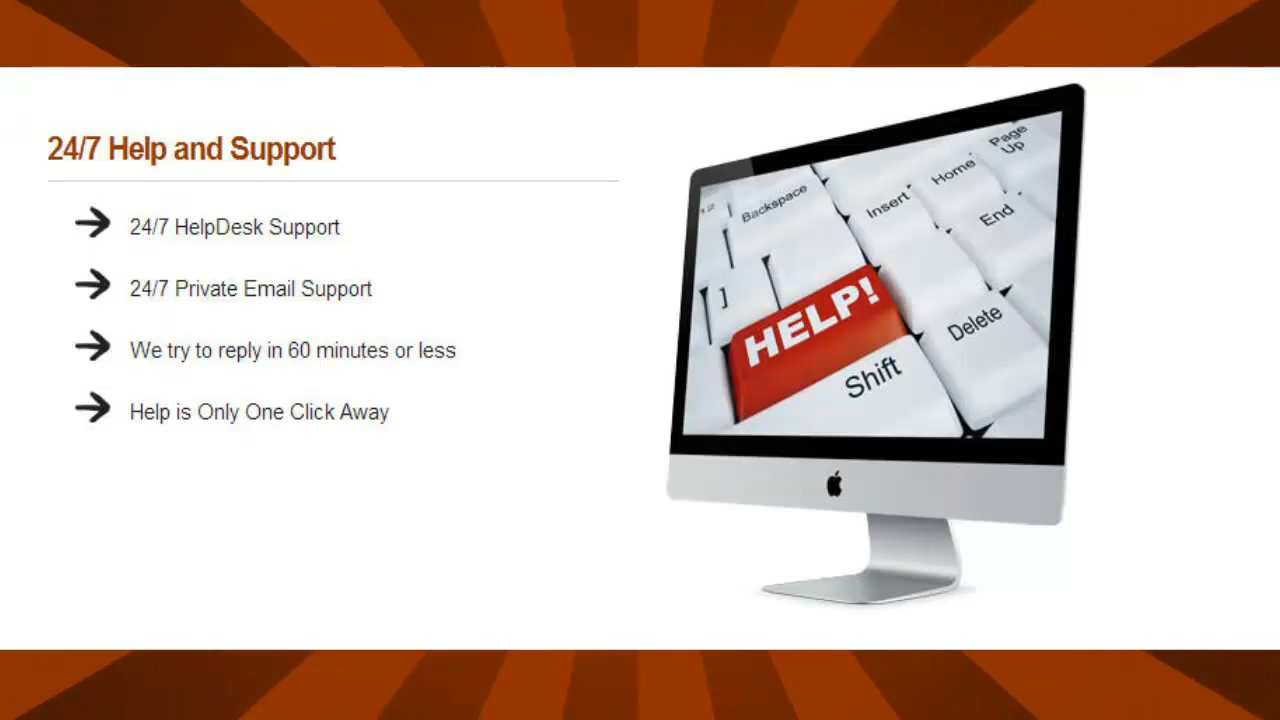 24/7 Help and Support
24/7 HelpDesk Support
24/7 Private Email Support
We try to reply in 60 minutes or less
Help is Only One Click Away
12
Backspace
Insert
Home
Page
Up
End
]
HELP!
Delete
Shift